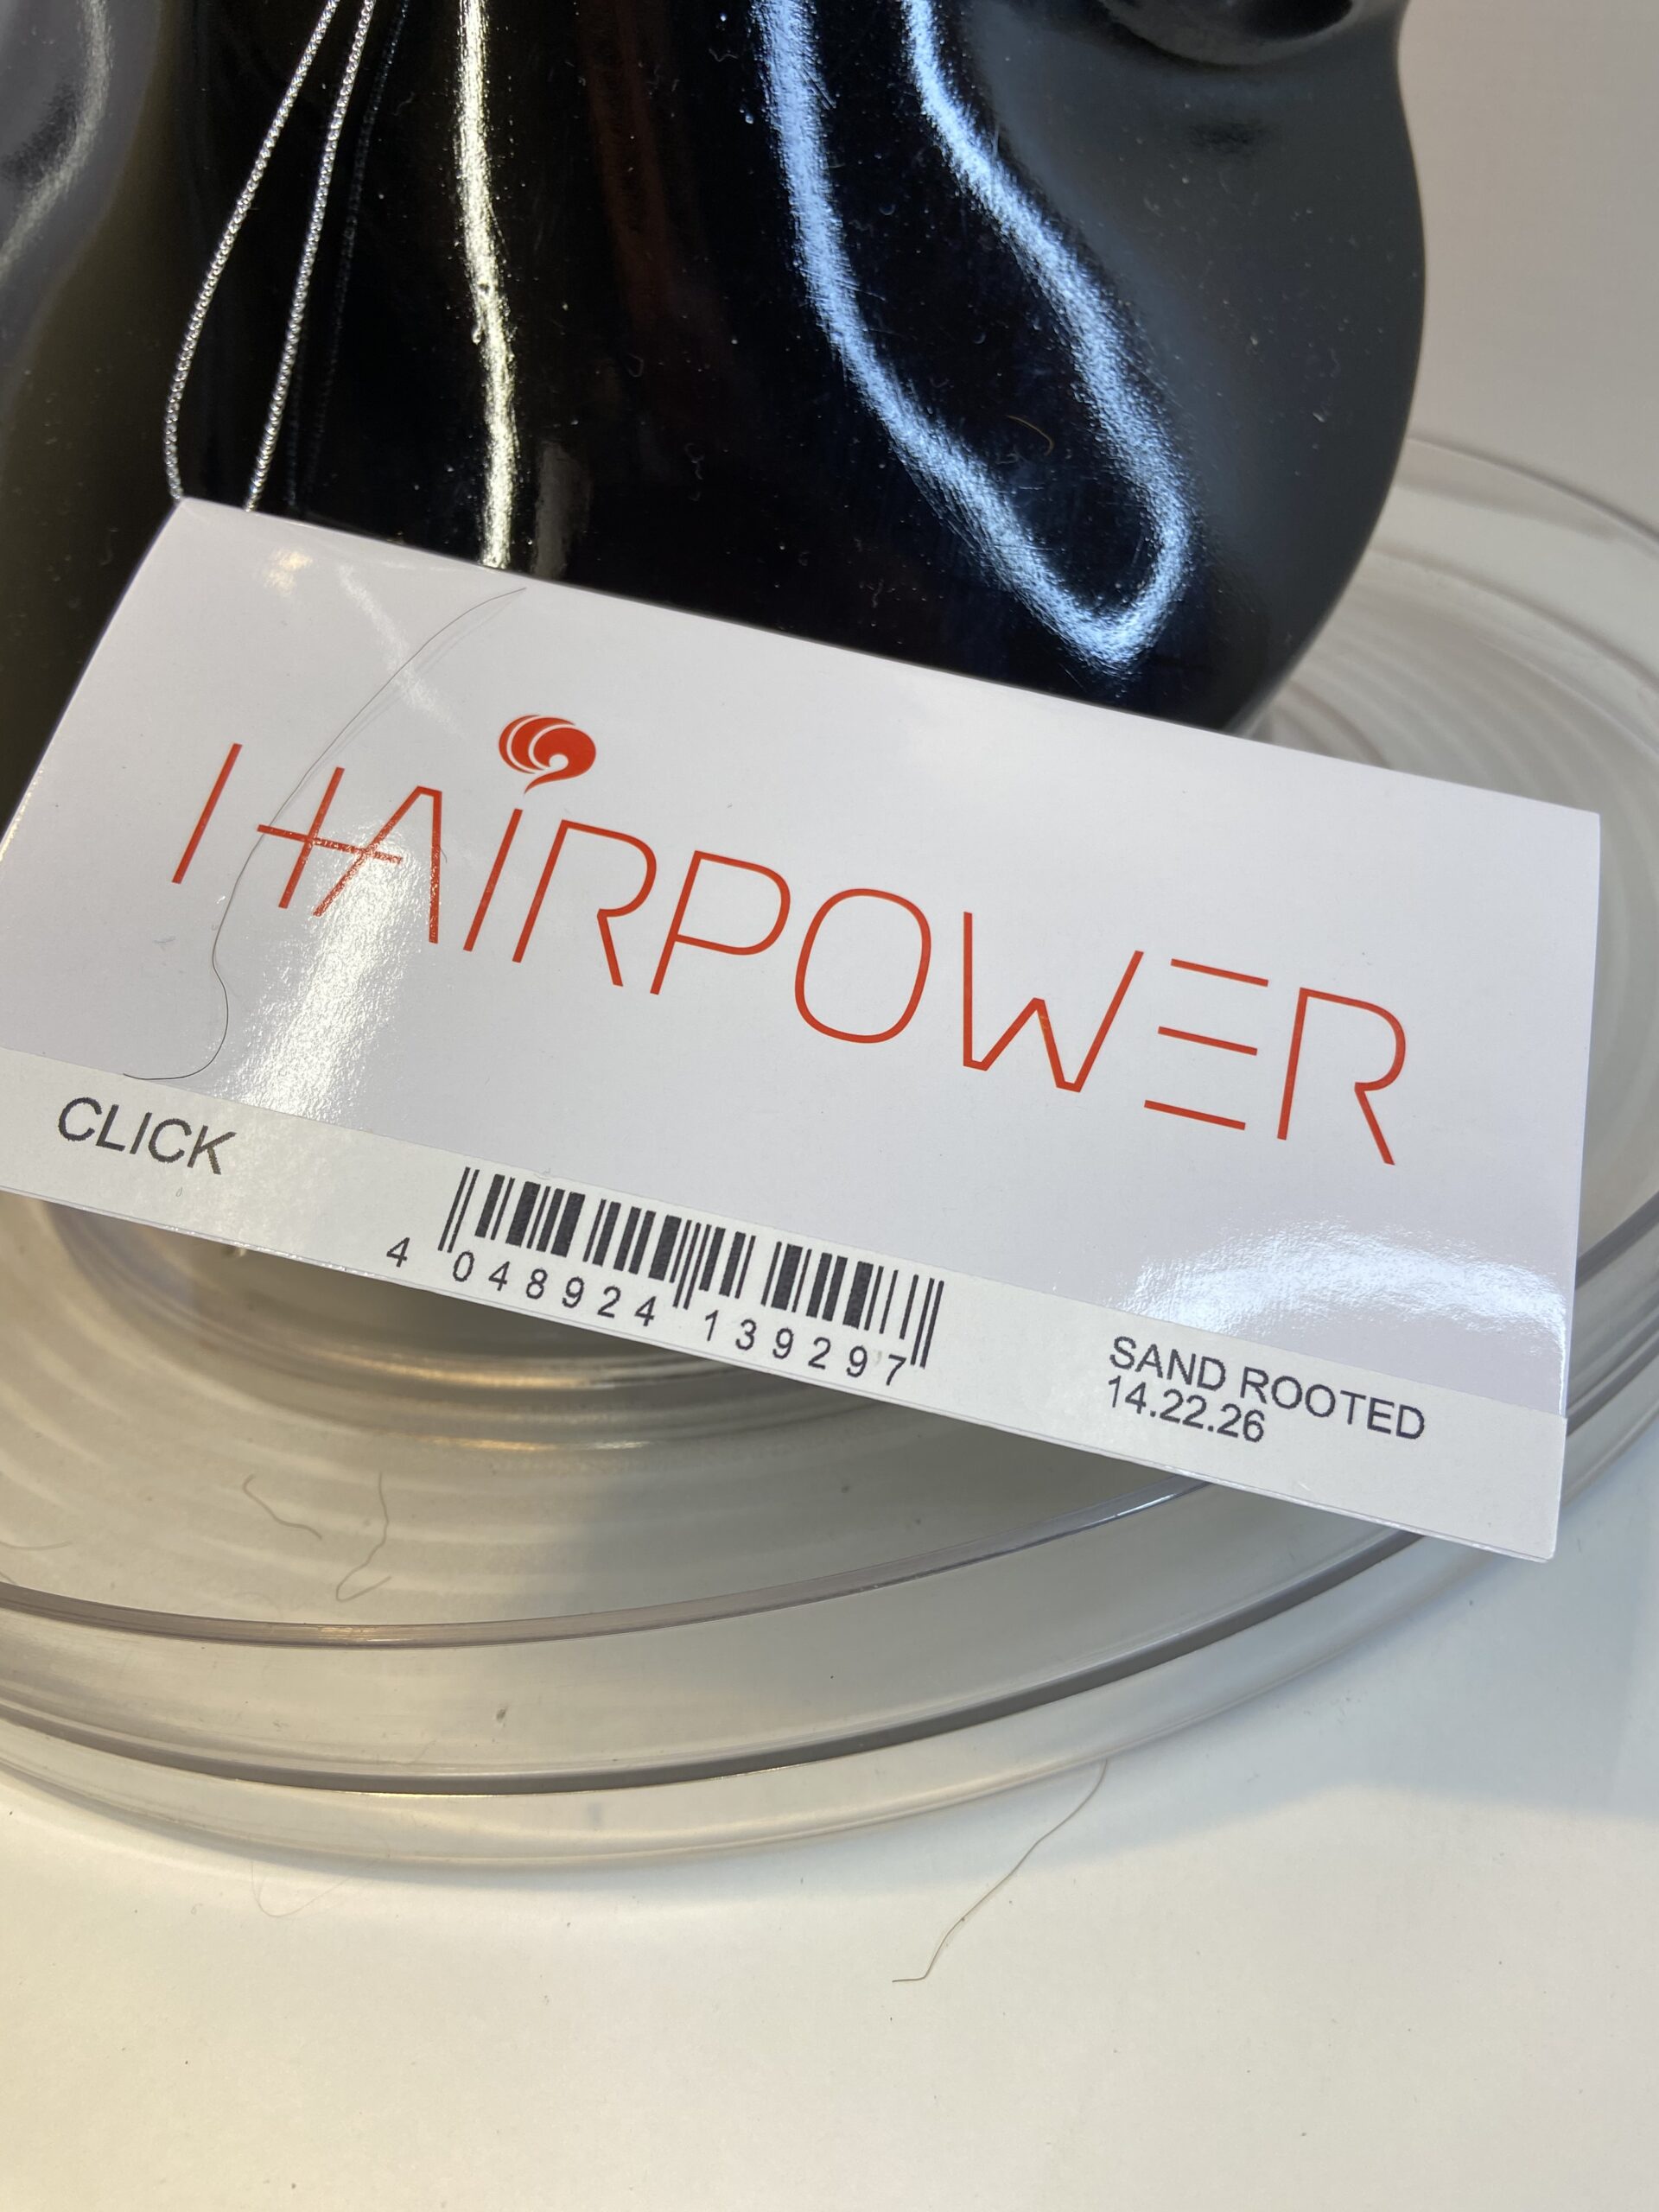 HAIRPOWER
CLICK
4 048924 139297
SAND ROOTED
14.22.26